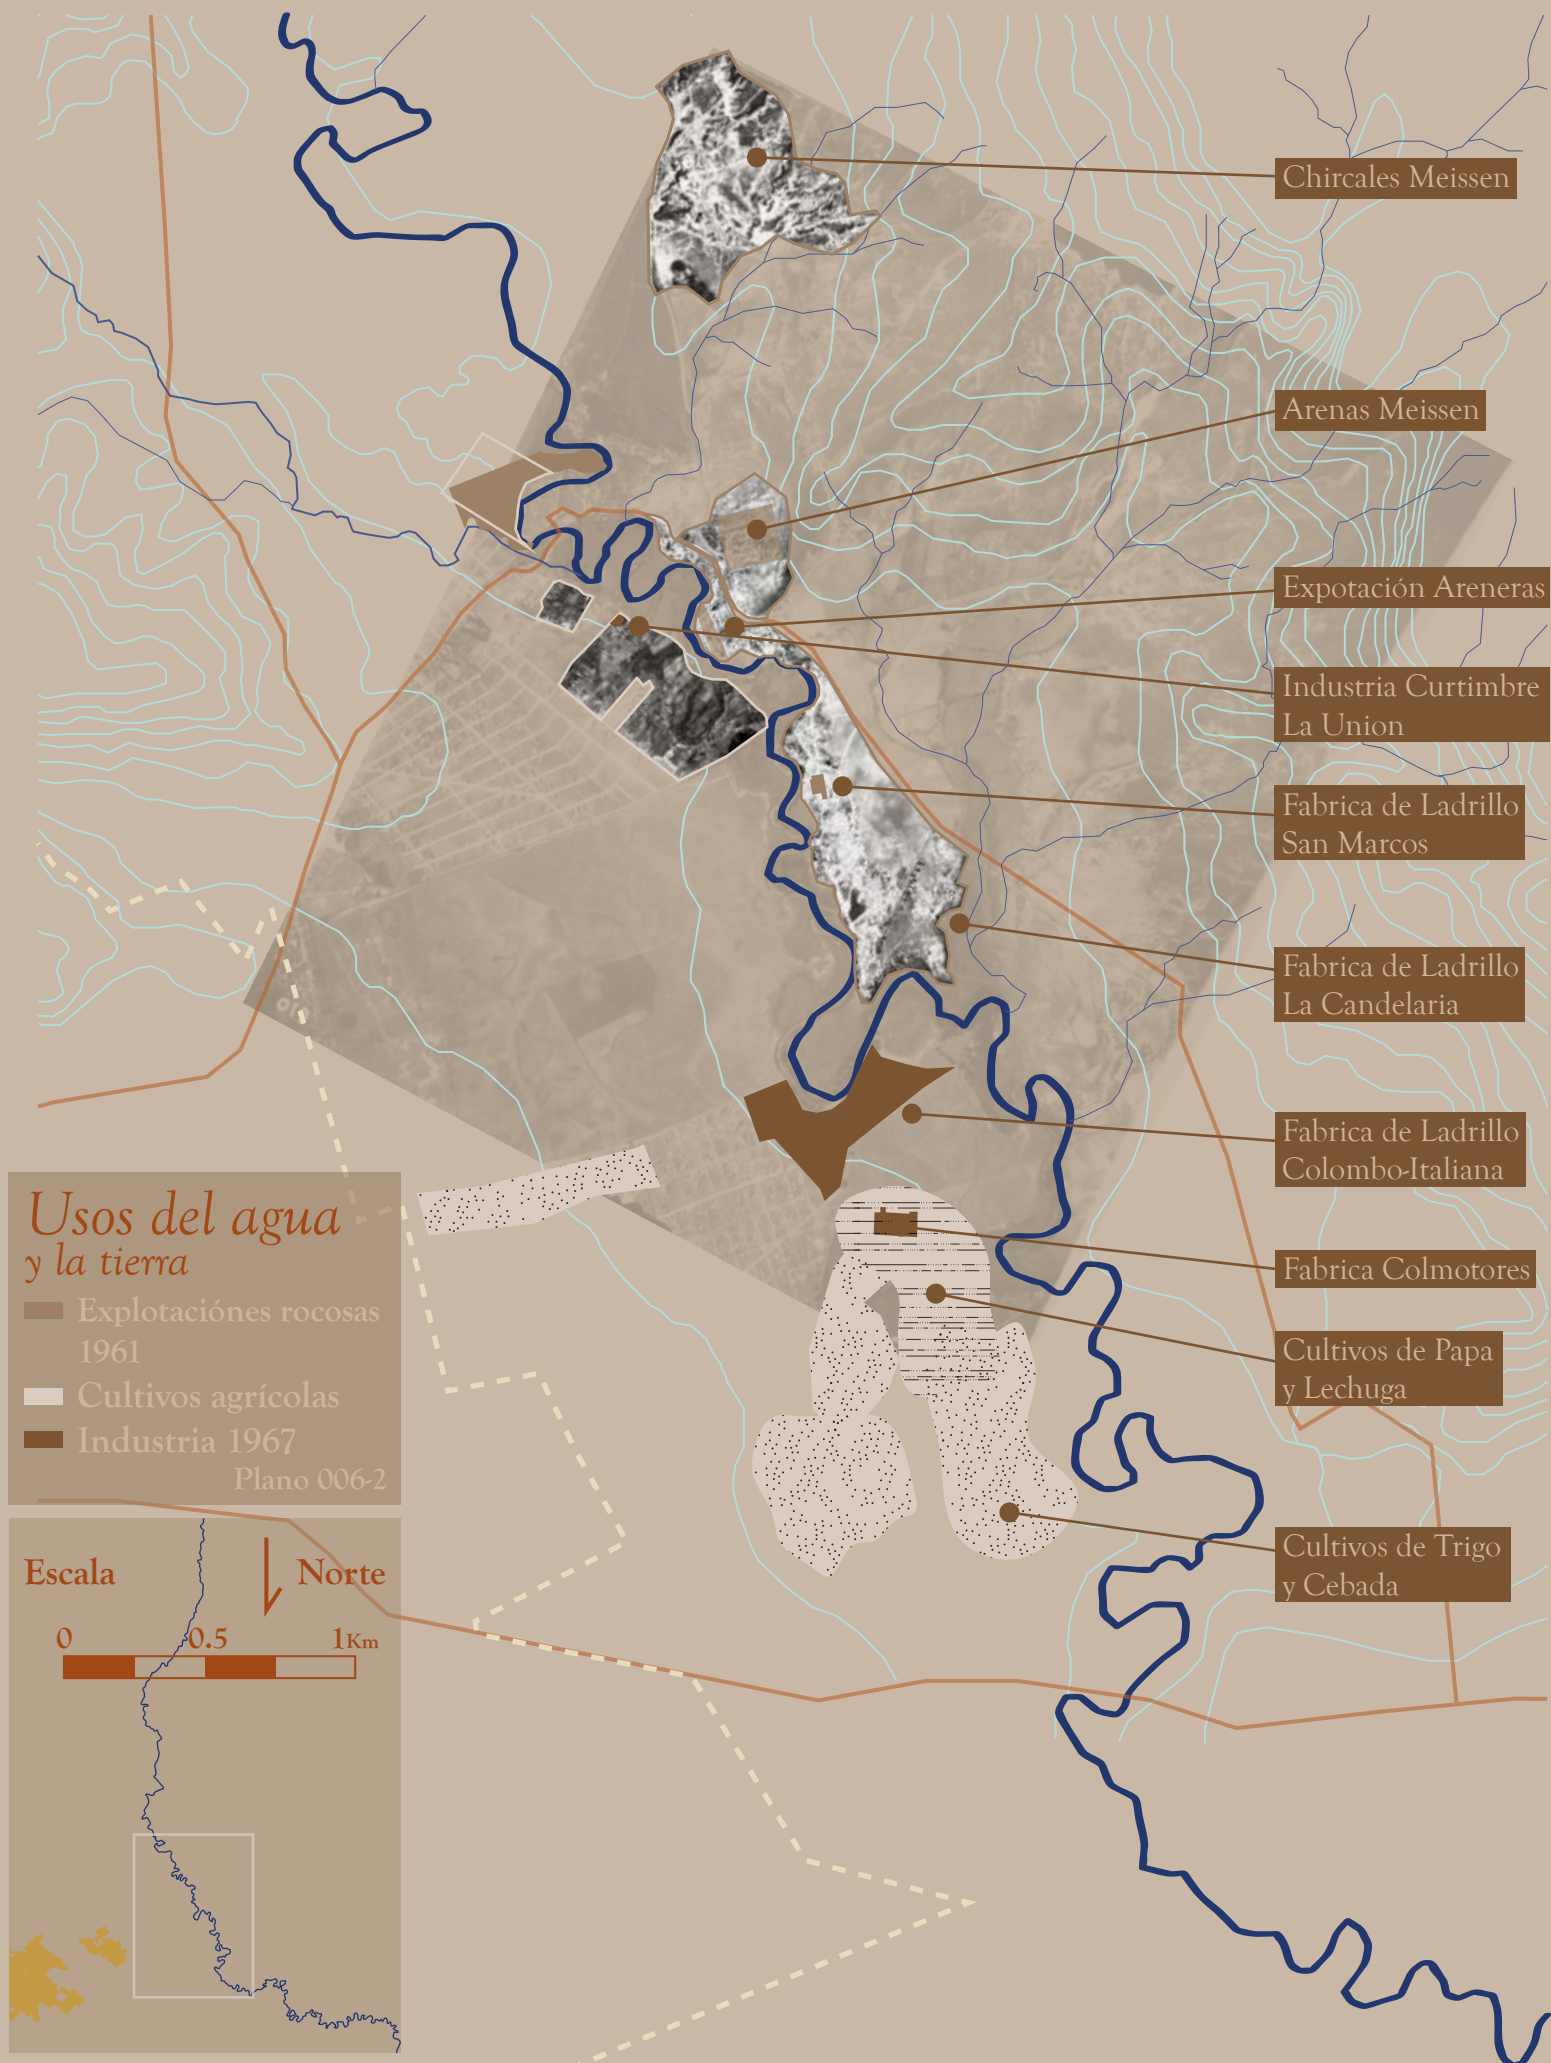 Chircales Meissen
Arenas Meissen
Expotación Areneras
Industria Curtimbre
La Union
Fabrica de Ladrillo
San Marcos
Fabrica de Ladrillo
La Candelaria
Fabrica de Ladrillo
Colombo-Italiana
Fabrica Colmotores
Cultivos de Papa
y Lechuga
Cultivos de Trigo
y Cebada
Usos del agua
y la tierra
Explotaciónes rocosas
1961
Cultivos agrícolas
Industria 1967
Plano 006-2
Escala
Norte
0 0.5 1Km